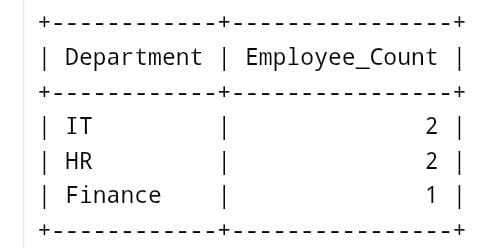 +------------+----------------+
| Department | Employee_Count |
+------------+----------------+
| IT         |              2 |
| HR         |              2 |
| Finance    |              1 |
+------------+----------------+